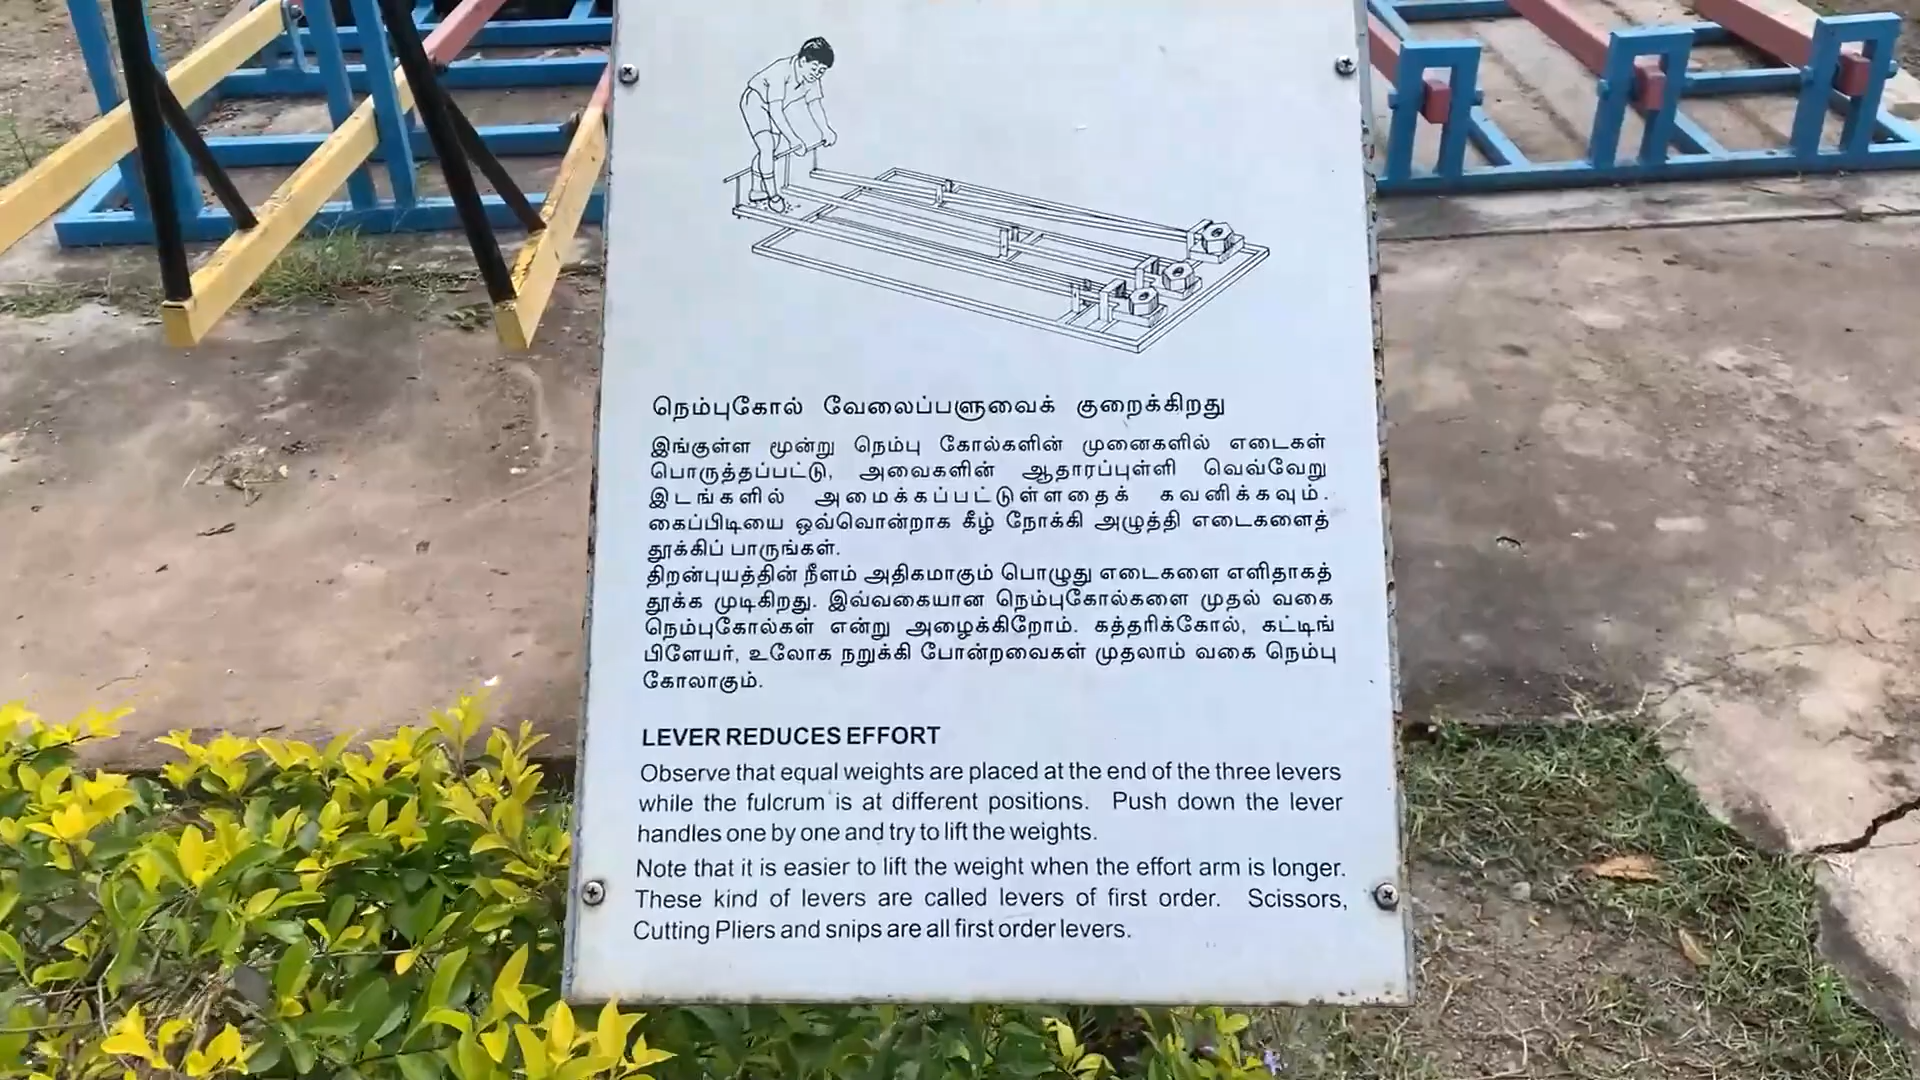 நெம்புகோல் வேலைப்பளுவைக் குறைக்கிறது
இங்குள்ள மூன்று நெம்பு கோல்களின் முனைகளில் எடைகள்
பொருத்தப்பட்டு, அவைகளின் ஆதாரப்புள்ளி வெவ்வேறு
இடங்களில் அமைக்கப்பட்டுள்ளதைக் கவனிக்கவும்.
கைப்பிடியை ஒவ்வொன்றாக கீழ் நோக்கி அழுத்தி எடைகளைத்
தூக்கிப் பாருங்கள்.
திறன்புயத்தின் நீளம் அதிகமாகும் பொழுது எடைகளை எளிதாகத்
தூக்க முடிகிறது. இவ்வகையான நெம்புகோல்களை முதல் வகை
நெம்புகோல்கள் என்று அழைக்கிறோம். கத்தரிக்கோல், கட்டிங்
பிளேயர், உலோக நறுக்கி போன்றவைகள் முதலாம் வகை நெம்பு
கோலாகும்.
LEVER REDUCES EFFORT
Observe that equal weights are placed at the end of the three levers
while the fulcrum is at different positions. Push down the lever
handles one by one and try to lift the weights.
Note that it is easier to lift the weight when the effort arm is longer.
These kind of levers are called levers of first order. Scissors,
Cutting Pliers and snips are all first order levers.